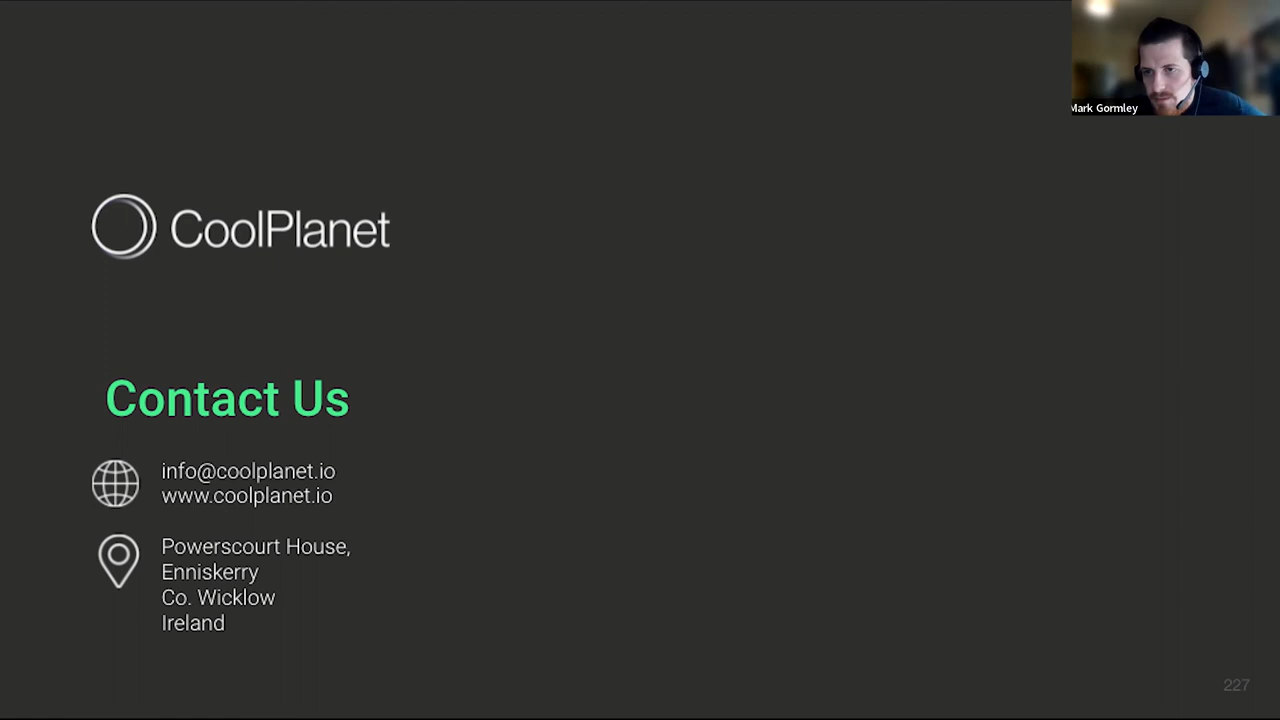 Mark Gormley
CoolPlanet
Contact Us
info@coolplanet.io
www.coolplanet.io
Powerscourt House,
Enniskerry
Co. Wicklow
Ireland
227